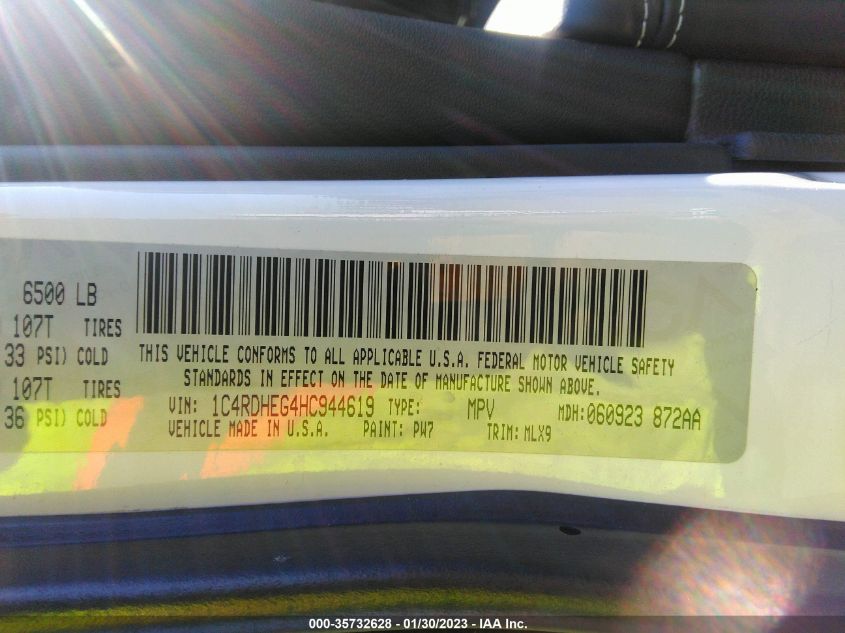 6500 LB
107T TIRES
33 PSI) COLD
107T TIRES
36 PSI) COLD
THIS VEHICLE CONFORMS TO ALL APPLICABLE U.S.A. FEDERAL MOTOR VEHICLE SAFETY
STANDARDS IN EFFECT ON THE DATE OF MANUFACTURE SHOWN ABOVE.
VIN: 1C4RDHEG4HC944619 TYPE: MPV MDH:060923 872AA
VEHICLE MADE IN U.S.A. PAINT: PW7 TRIM: MLX9
000-35732628 - 01/30/2023 - IAA Inc.